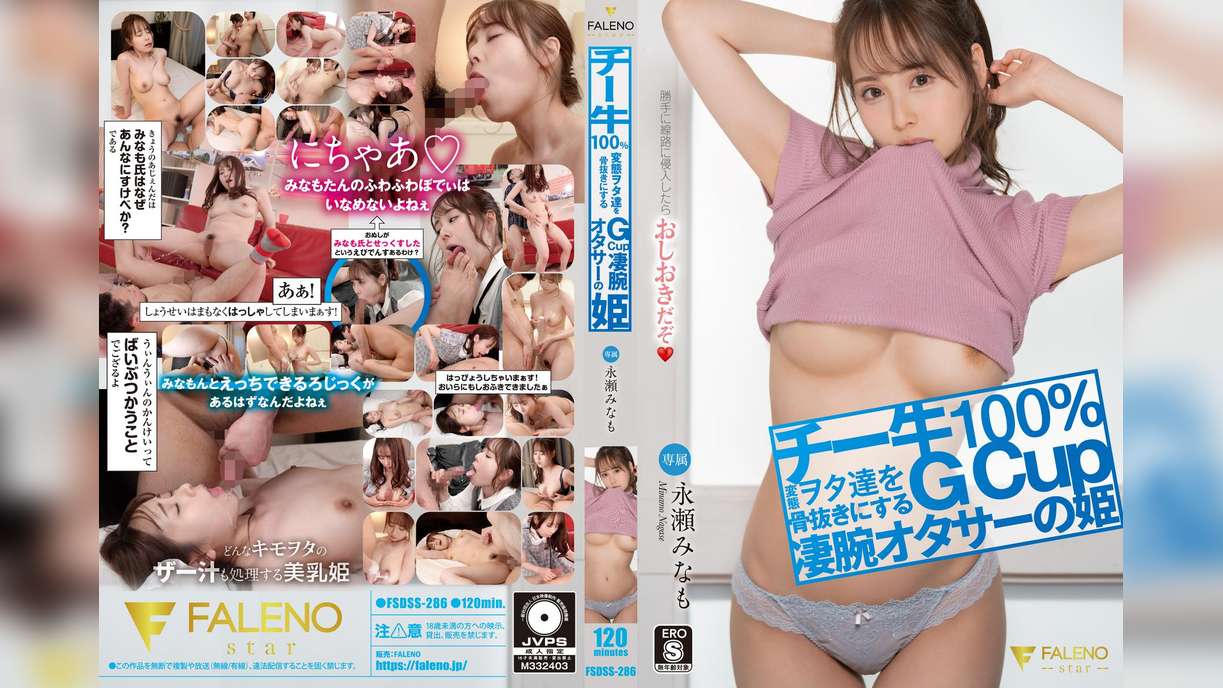 きょうのあじぇんだは
みなも氏はなぜ
あんなにすけべか?
である
にちゃあ♡
みなもたんのふわふわぼでぃは
いなめないよねぇ
おぬしが
みなも氏とせっくすした
というえびでんすあるわけ?
あぁ!
しょうせいはまもなくはっしゃしてしまいまぁす!
うぃんうぃんのかんけいって
ばいぶつかうこと
でござるよ
みなもんとえっちできるろじっくが
あるはずなんだよねぇ
はっぴょうしちゃいまぁす!
おいらにもしおふきできましたぁ
どんなキモヲタの
ザー汁も処理する美乳姫
FALENO
star
●FSDSS-286 ●120min.
注⚠意
18歳未満の方への映示、
貸出、販売を禁じます。
販売:FALENO
https://faleno.jp/
●この作品を無断で複製や放送(無線/有線)、違法配信することを固く禁じます。
JVPS
成人指定
M332403
FALENO
star
チー牛
100%
変態ヲタ達を
骨抜きにする
G Cup
凄腕
オタサーの
姫
専属
永瀬みなも
120
minutes
FSDSS-286
勝手に線路に侵入したら
おしおきだぞ♥
専属
永瀬みなも
Minamo Nagase
ERO
S
無年齢対象
チー牛100%
変態ヲタ達を
骨抜きにする
G Cup
凄腕オタサーの姫
FALENO
star